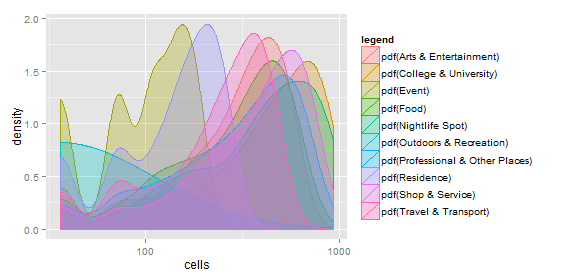 2.0
1.5
1.0
0.5
0.0
density
100
1000
cells
legend
pdf(Arts & Entertainment)
pdf(College & University)
pdf(Event)
pdf(Food)
pdf(Nightlife Spot)
pdf(Outdoors & Recreation)
pdf(Professional & Other Places)
pdf(Residence)
pdf(Shop & Service)
pdf(Travel & Transport)